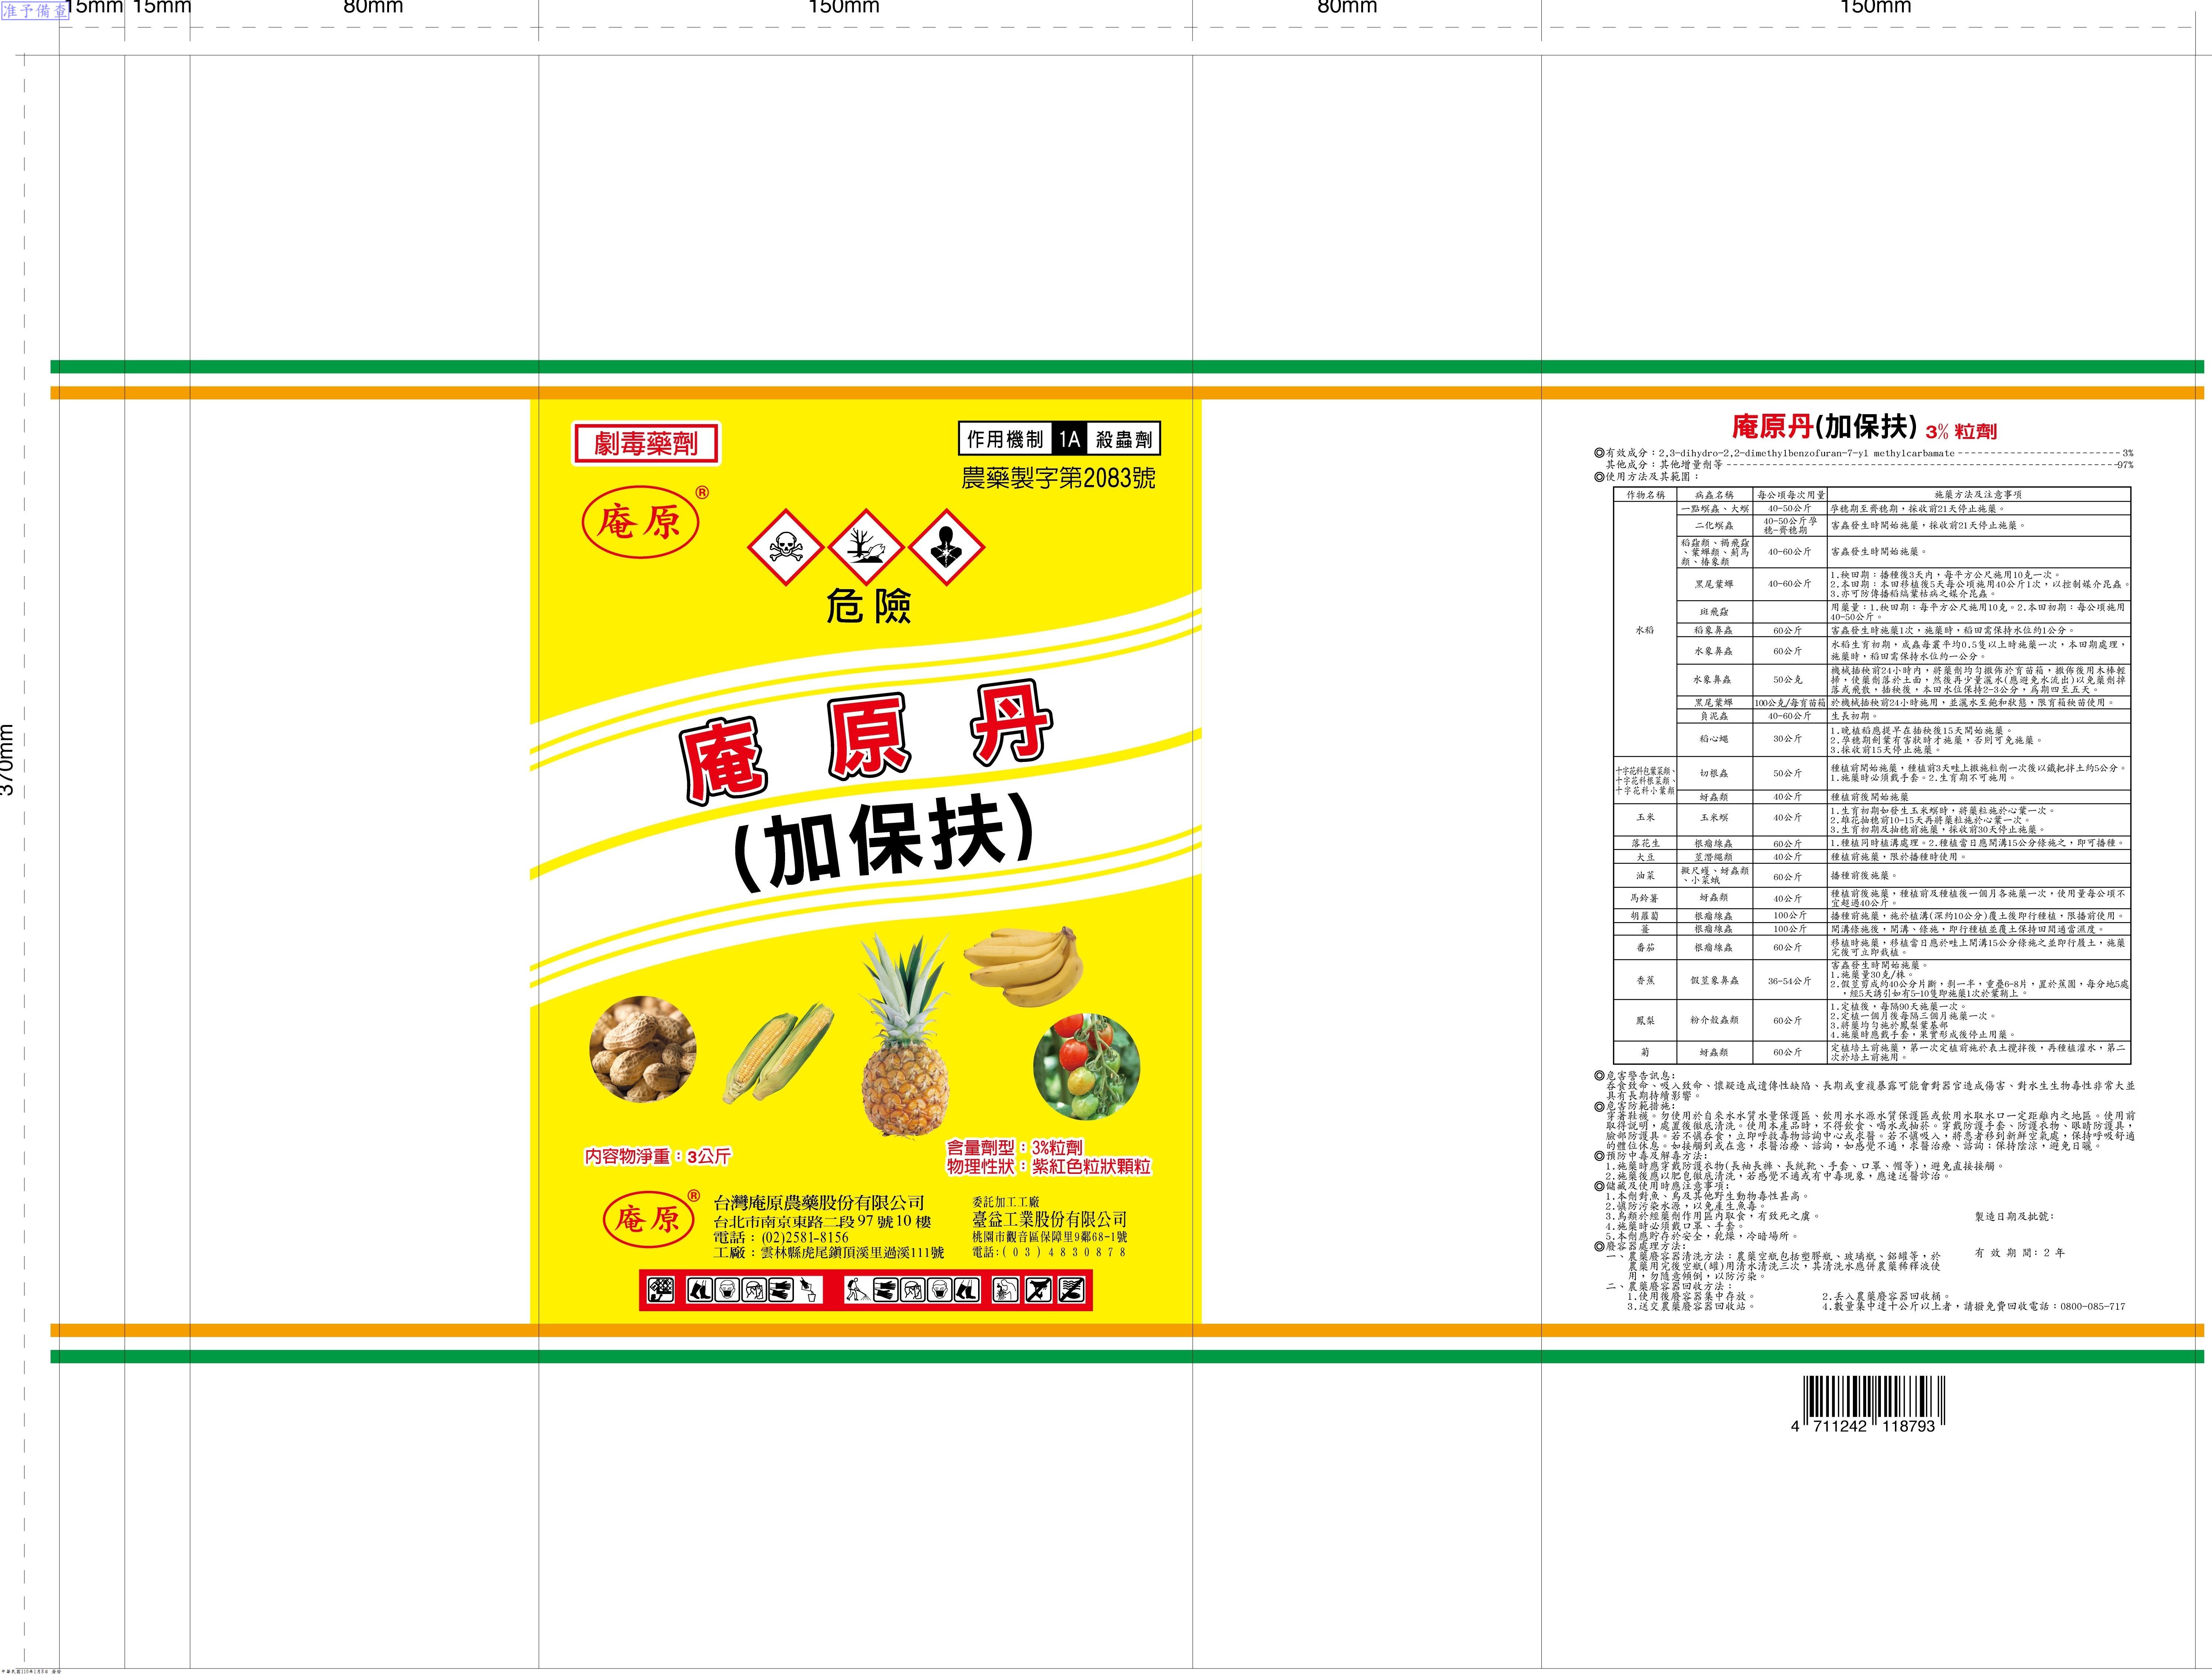 准予備查
15mm 15mm 80mm 150mm 80mm 150mm
370mm
劇毒藥劑
作用機制 1A 殺蟲劑
農藥製字第2083號
庵原®
危險
庵原丹
(加保扶)
內容物淨重：3公斤
含量劑型：3%粒劑
物理性狀：紫紅色粒狀顆粒
庵原®
台灣庵原農藥股份有限公司
台北市南京東路二段97號10樓
電話：(02)2581-8156
工廠：雲林縣虎尾鎮頂溪里過溪111號
委託加工工廠
臺益工業股份有限公司
桃園市觀音區保障里9鄰68-1號
電話:(03)4830878
庵原丹(加保扶) 3% 粒劑
◎有效成分：2,3-dihydro-2,2-dimethylbenzofuran-7-yl methylcarbamate 3%
其他成分：其他增量劑等 97%
◎使用方法及其範圍：
作物名稱 病蟲名稱 每公頃每次用量 施藥方法及注意事項
水稻
一點螟蟲、大螟 40-50公斤 孕穗期至齊穗期，採收前21天停止施藥。
二化螟蟲 40-50公斤孕穗-齊穗期 害蟲發生時開始施藥，採收前21天停止施藥。
稻蝨類、褐飛蝨、葉蟬類、薊馬類、椿象類 40-60公斤 害蟲發生時開始施藥。
黑尾葉蟬 40-60公斤 1.秧田期：播種後3天內，每平方公尺施用10克一次。
2.本田期：本田移植後5天每公頃施用40公斤1次，以控制媒介昆蟲。
3.亦可防傳播稻縞葉枯病之媒介昆蟲。
斑飛蝨 用藥量：1.秧田期：每平方公尺施用10克。2.本田初期：每公頃施用
40-50公斤。
稻象鼻蟲 60公斤 害蟲發生時施藥1次，施藥時，稻田需保持水位約1公分。
水象鼻蟲 60公斤 水稻生育初期，成蟲每叢平均0.5隻以上時施藥一次，本田期處理，
施藥時，稻田需保持水位約一公分。
水象鼻蟲 50公克 機械插秧前24小時內，將藥劑均勻撒佈於育苗箱，撒佈後用木棒輕
掃，使藥劑落於土面，然後再少量灑水(應避免水流出)以免藥劑掉
落或飛散，插秧後，本田水位保持2-3公分，為期四至五天。
黑尾葉蟬 100公克/每育苗箱 於機械插秧前24小時施用，並灑水至飽和狀態，限育箱秧苗使用。
負泥蟲 40-60公斤 生長初期。
稻心蠅 30公斤 1.晚植稻應提早在插秧後15天開始施藥。
2.孕穗期劍葉有害狀時才施藥，否則可免施藥。
3.採收前15天停止施藥。
十字花科包葉菜類、
十字花科根菜類、
十字花科小葉類
切根蟲 50公斤 種植前開始施藥，種植前3天畦上撒施粒劑一次後以鐵耙拌土約5公分。
1.施藥時必須戴手套。2.生育期不可施用。
蚜蟲類 40公斤 種植前後開始施藥
玉米 玉米螟 40公斤 1.生育初期如發生玉米螟時，將藥粒施於心葉一次。
2.雄花抽穗前10-15天再將藥粒施於心葉一次。
3.生育初期及抽穗前施藥，採收前30天停止施藥。
落花生 根瘤線蟲 60公斤 1.種植同時植溝處理。2.種植當日應開溝15公分條施之，即可播種。
大豆 莖潛蠅類 40公斤 種植前施藥，限於播種時使用。
油菜 擬尺蠖、蚜蟲類、小菜蛾 60公斤 播種前後施藥。
馬鈴薯 蚜蟲類 40公斤 種植前後施藥，種植前及種植後一個月各施藥一次，使用量每公頃不
宜超過40公斤。
胡蘿蔔 根瘤線蟲 100公斤 播種前施藥，施於植溝(深約10公分)覆土後即行種植，限播前使用。
薑 根瘤線蟲 100公斤 開溝條施後，開溝、條施，即行種植並覆土保持田間適當濕度。
番茄 根瘤線蟲 60公斤 移植時施藥，移植當日應於畦上開溝15公分條施之並即行履土，施藥
完後可立即栽植。
香蕉 假莖象鼻蟲 36-54公斤 害蟲發生時開始施藥。
1.施藥量30克/株。
2.假莖剪成約40公分片斷，剖一半，重疊6-8片，置於蕉園，每分地5處
，經5天誘引如有5-10隻即施藥1次於葉鞘上。
鳳梨 粉介殼蟲類 60公斤 1.定植後，每隔90天施藥一次。
2.定植一個月後每隔三個月施藥一次。
3.將藥均勻施於鳳梨葉基部
4.施藥時應戴手套，果實形成後停止用藥。
菊 蚜蟲類 60公斤 定植培土前施藥，第一次定植前施於表土攪拌後，再種植灌水，第二
次於培土前施用。
◎危害警告訊息:
吞食致命、吸入致命、懷疑造成遺傳性缺陷、長期或重複暴露可能會對器官造成傷害、對水生生物毒性非常大並
具有長期持續影響。
◎危害防範措施:
穿著鞋襪。勿使用於自來水水質水量保護區、飲用水水源水質保護區或飲用水取水口一定距離內之地區。使用前
取得說明，處置後徹底清洗。使用本產品時，不得飲食、喝水或抽菸。穿戴防護手套、防護衣物、眼睛防護具，
臉部防護具。若不慎吞食，立即呼救毒物諮詢中心或求醫。若不慎吸入，將患者移到新鮮空氣處，保持呼吸舒適
的體位休息。如接觸到或在意，求醫治療、諮詢，如感覺不適，求醫治療、諮詢；保持陰涼，避免日曬。
◎預防中毒及解毒方法:
1.施藥時應穿戴防護衣物(長袖長褲、長統靴、手套、口罩、帽等)，避免直接接觸。
2.施藥後應以肥皂徹底清洗，若感覺不適或有中毒現象，應速送醫診治。
◎儲藏及使用時應注意事項:
1.本劑對魚、鳥及其他野生動物毒性甚高。
2.慎防污染水源，以免產生魚毒。
3.鳥類於經藥劑作用區內取食，有致死之虞。
4.施藥時必須戴口罩、手套。
5.本劑應貯存於安全，乾燥，冷暗場所。
製造日期及批號:
有效期間: 2 年
◎廢容器處理方法:
一、農藥廢容器清洗方法：農藥空瓶包括塑膠瓶、玻璃瓶、鋁罐等，於
農藥用完後空瓶(罐)用清水清洗三次，其清洗水應併農藥稀釋液使
用，勿隨意傾倒，以防污染。
二、農藥廢容器回收方法：
1.使用後廢容器集中存放。 2.丟入農藥廢容器回收桶。
3.送交農藥廢容器回收站。 4.數量集中達十公斤以上者，請撥免費回收電話：0800-085-717
4 711242 118793